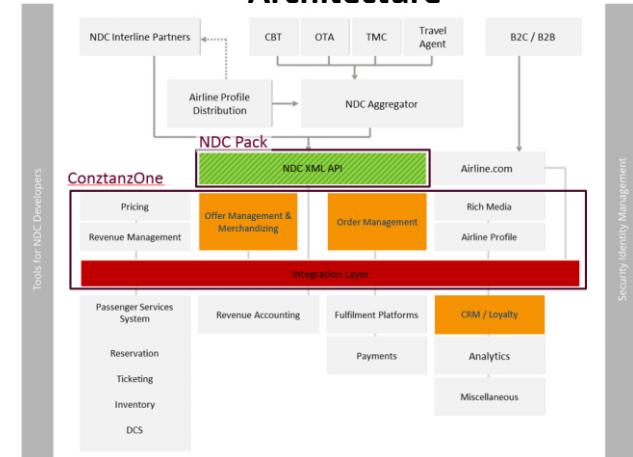 Architecture
NDC Interline Partners
CBT
OTA
TMC
Travel
Agent
B2C / B2B
Airline Profile
Distribution
NDC Aggregator
NDC Pack
NDC XML API
Airline.com
ConztanzOne
Pricing
Offer Management &
Merchandizing
Order Management
Rich Media
Revenue Management
Airline Profile
Integration Layer
Passenger Services
System
Revenue Accounting
Fulfilment Platforms
CRM / Loyalty
Reservation
Payments
Analytics
Ticketing
Miscellaneous
Inventory
DCS
Tools for NDC Developers
Security Identity Management